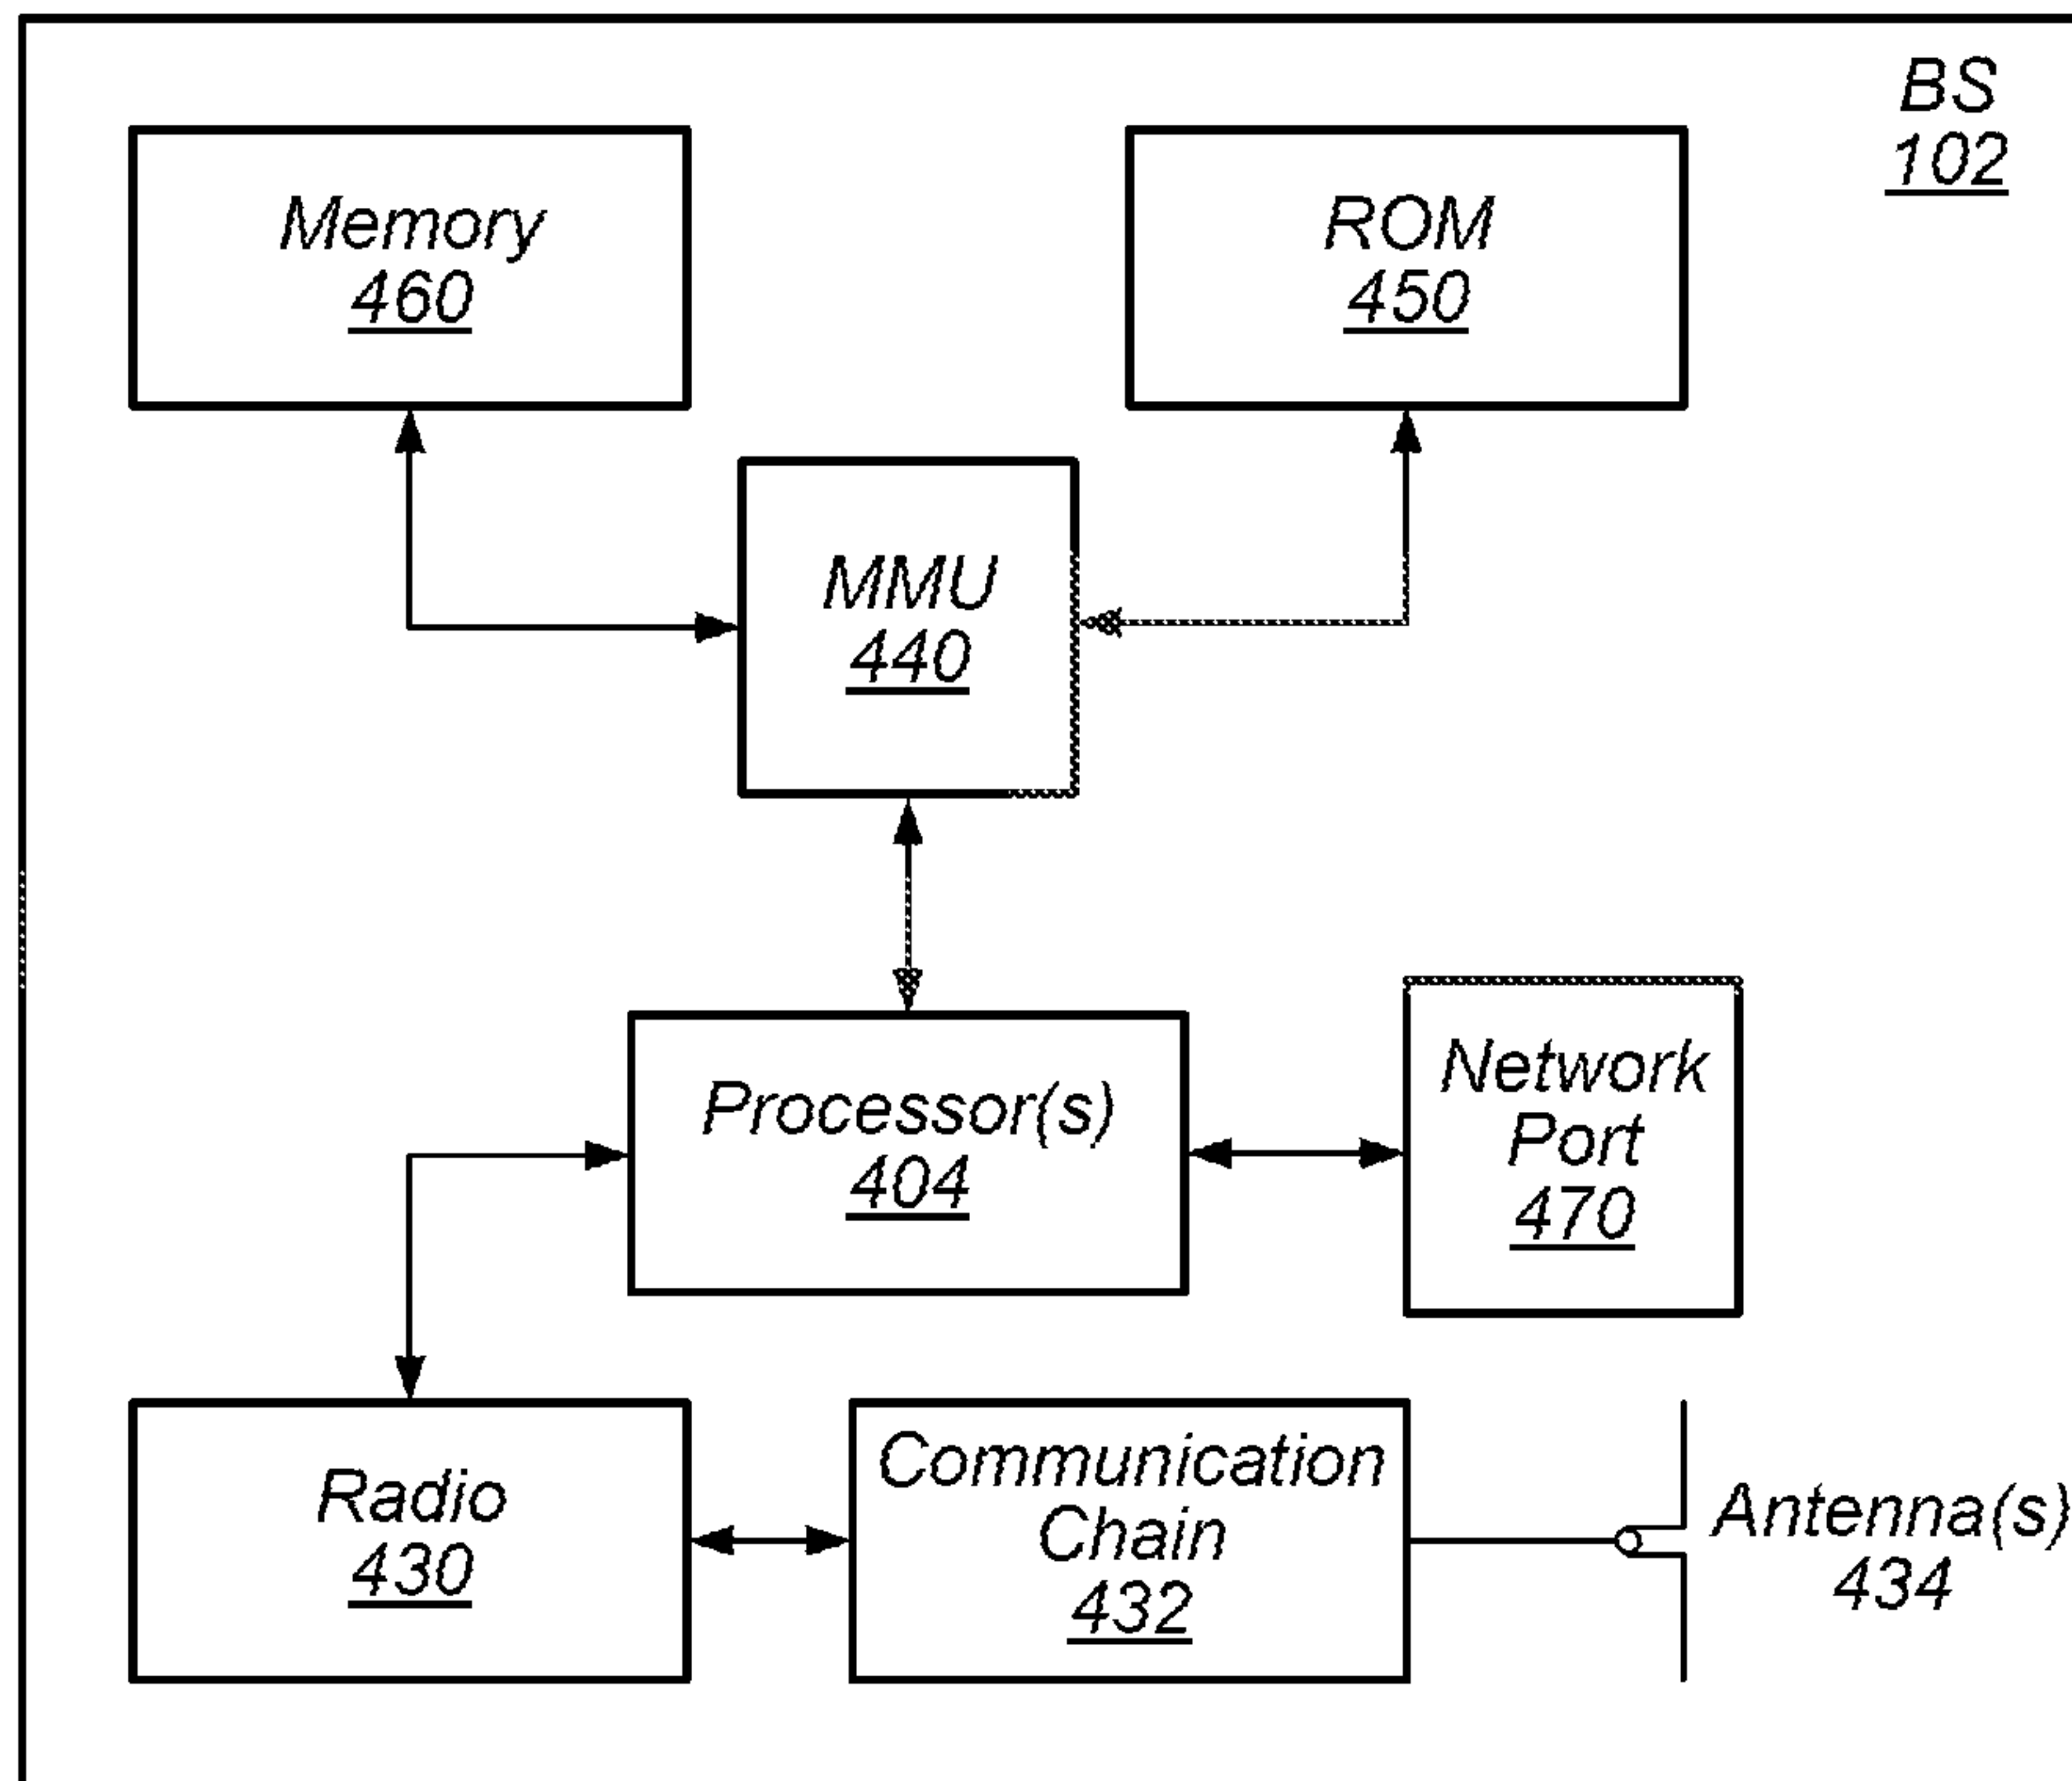 BS
102
Memory
460
ROM
450
MMU
440
Processor(s)
404
Network
Port
470
Radio
430
Communication
Chain
432
Antenna(s)
434